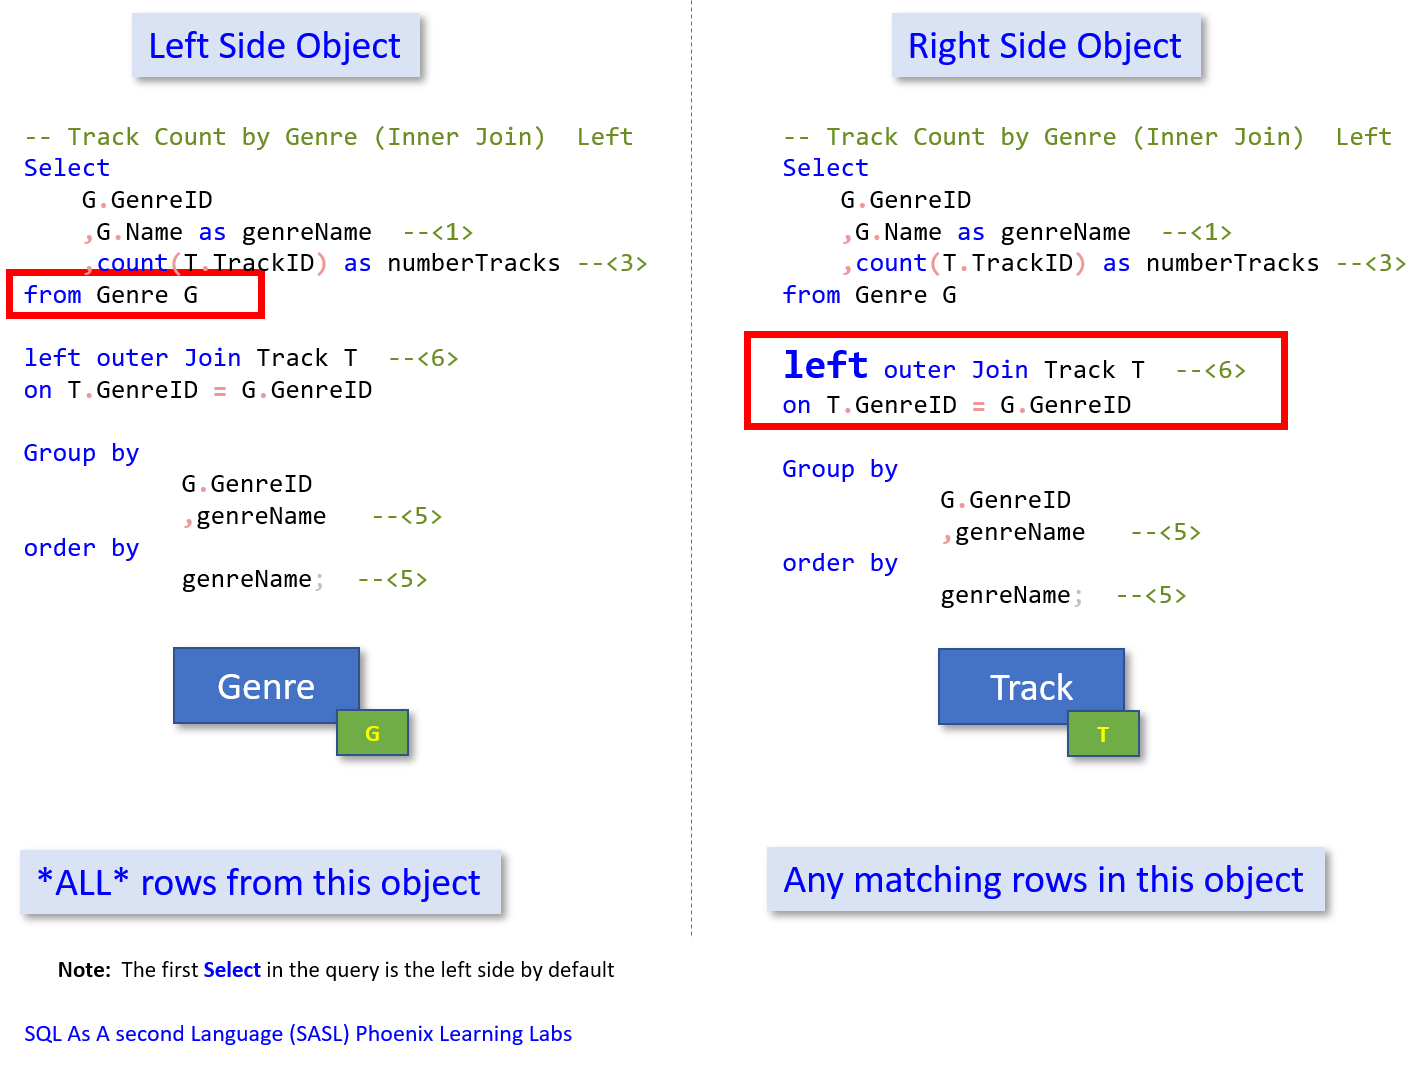 Left Side Object
-- Track Count by Genre (Inner Join)  Left
Select
    G.GenreID
    ,G.Name as genreName  --<1>
    ,count(T.TrackID) as numberTracks --<3>
from Genre G
left outer Join Track T  --<6>
on T.GenreID = G.GenreID
Group by
           G.GenreID
           ,genreName   --<5>
order by
           genreName;  --<5>
Genre
G
*ALL* rows from this object
Note:  The first Select in the query is the left side by default
SQL As A second Language (SASL) Phoenix Learning Labs
Right Side Object
-- Track Count by Genre (Inner Join)  Left
Select
    G.GenreID
    ,G.Name as genreName  --<1>
    ,count(T.TrackID) as numberTracks --<3>
from Genre G
left outer Join Track T  --<6>
on T.GenreID = G.GenreID
Group by
           G.GenreID
           ,genreName   --<5>
order by
           genreName;  --<5>
Track
T
Any matching rows in this object